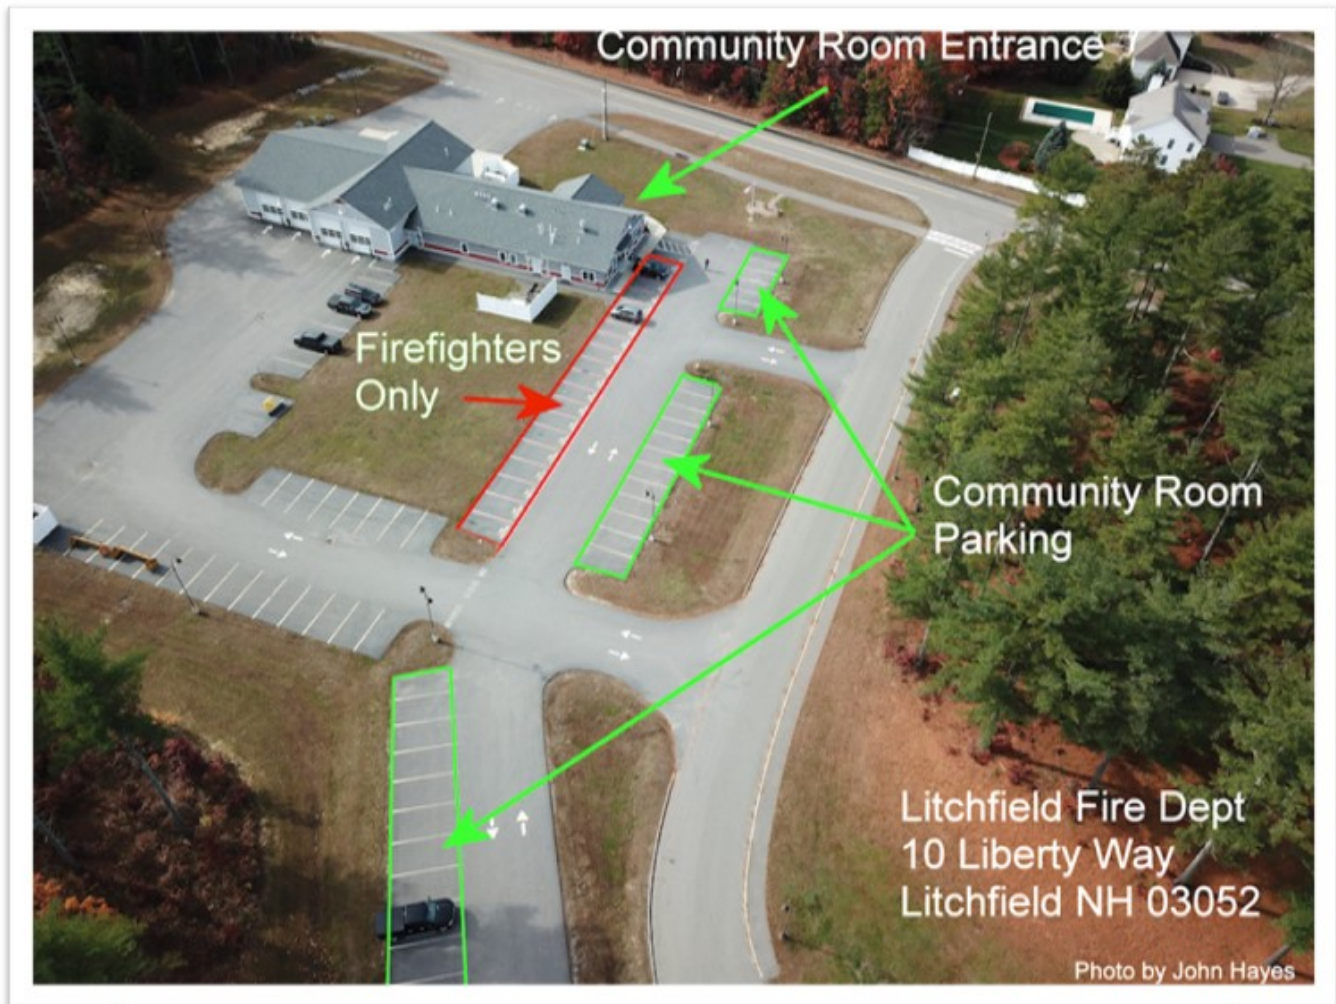 Community Room Entrance
Firefighters
Only
Community Room
Parking
Litchfield Fire Dept
10 Liberty Way
Litchfield NH 03052
Photo by John Hayes